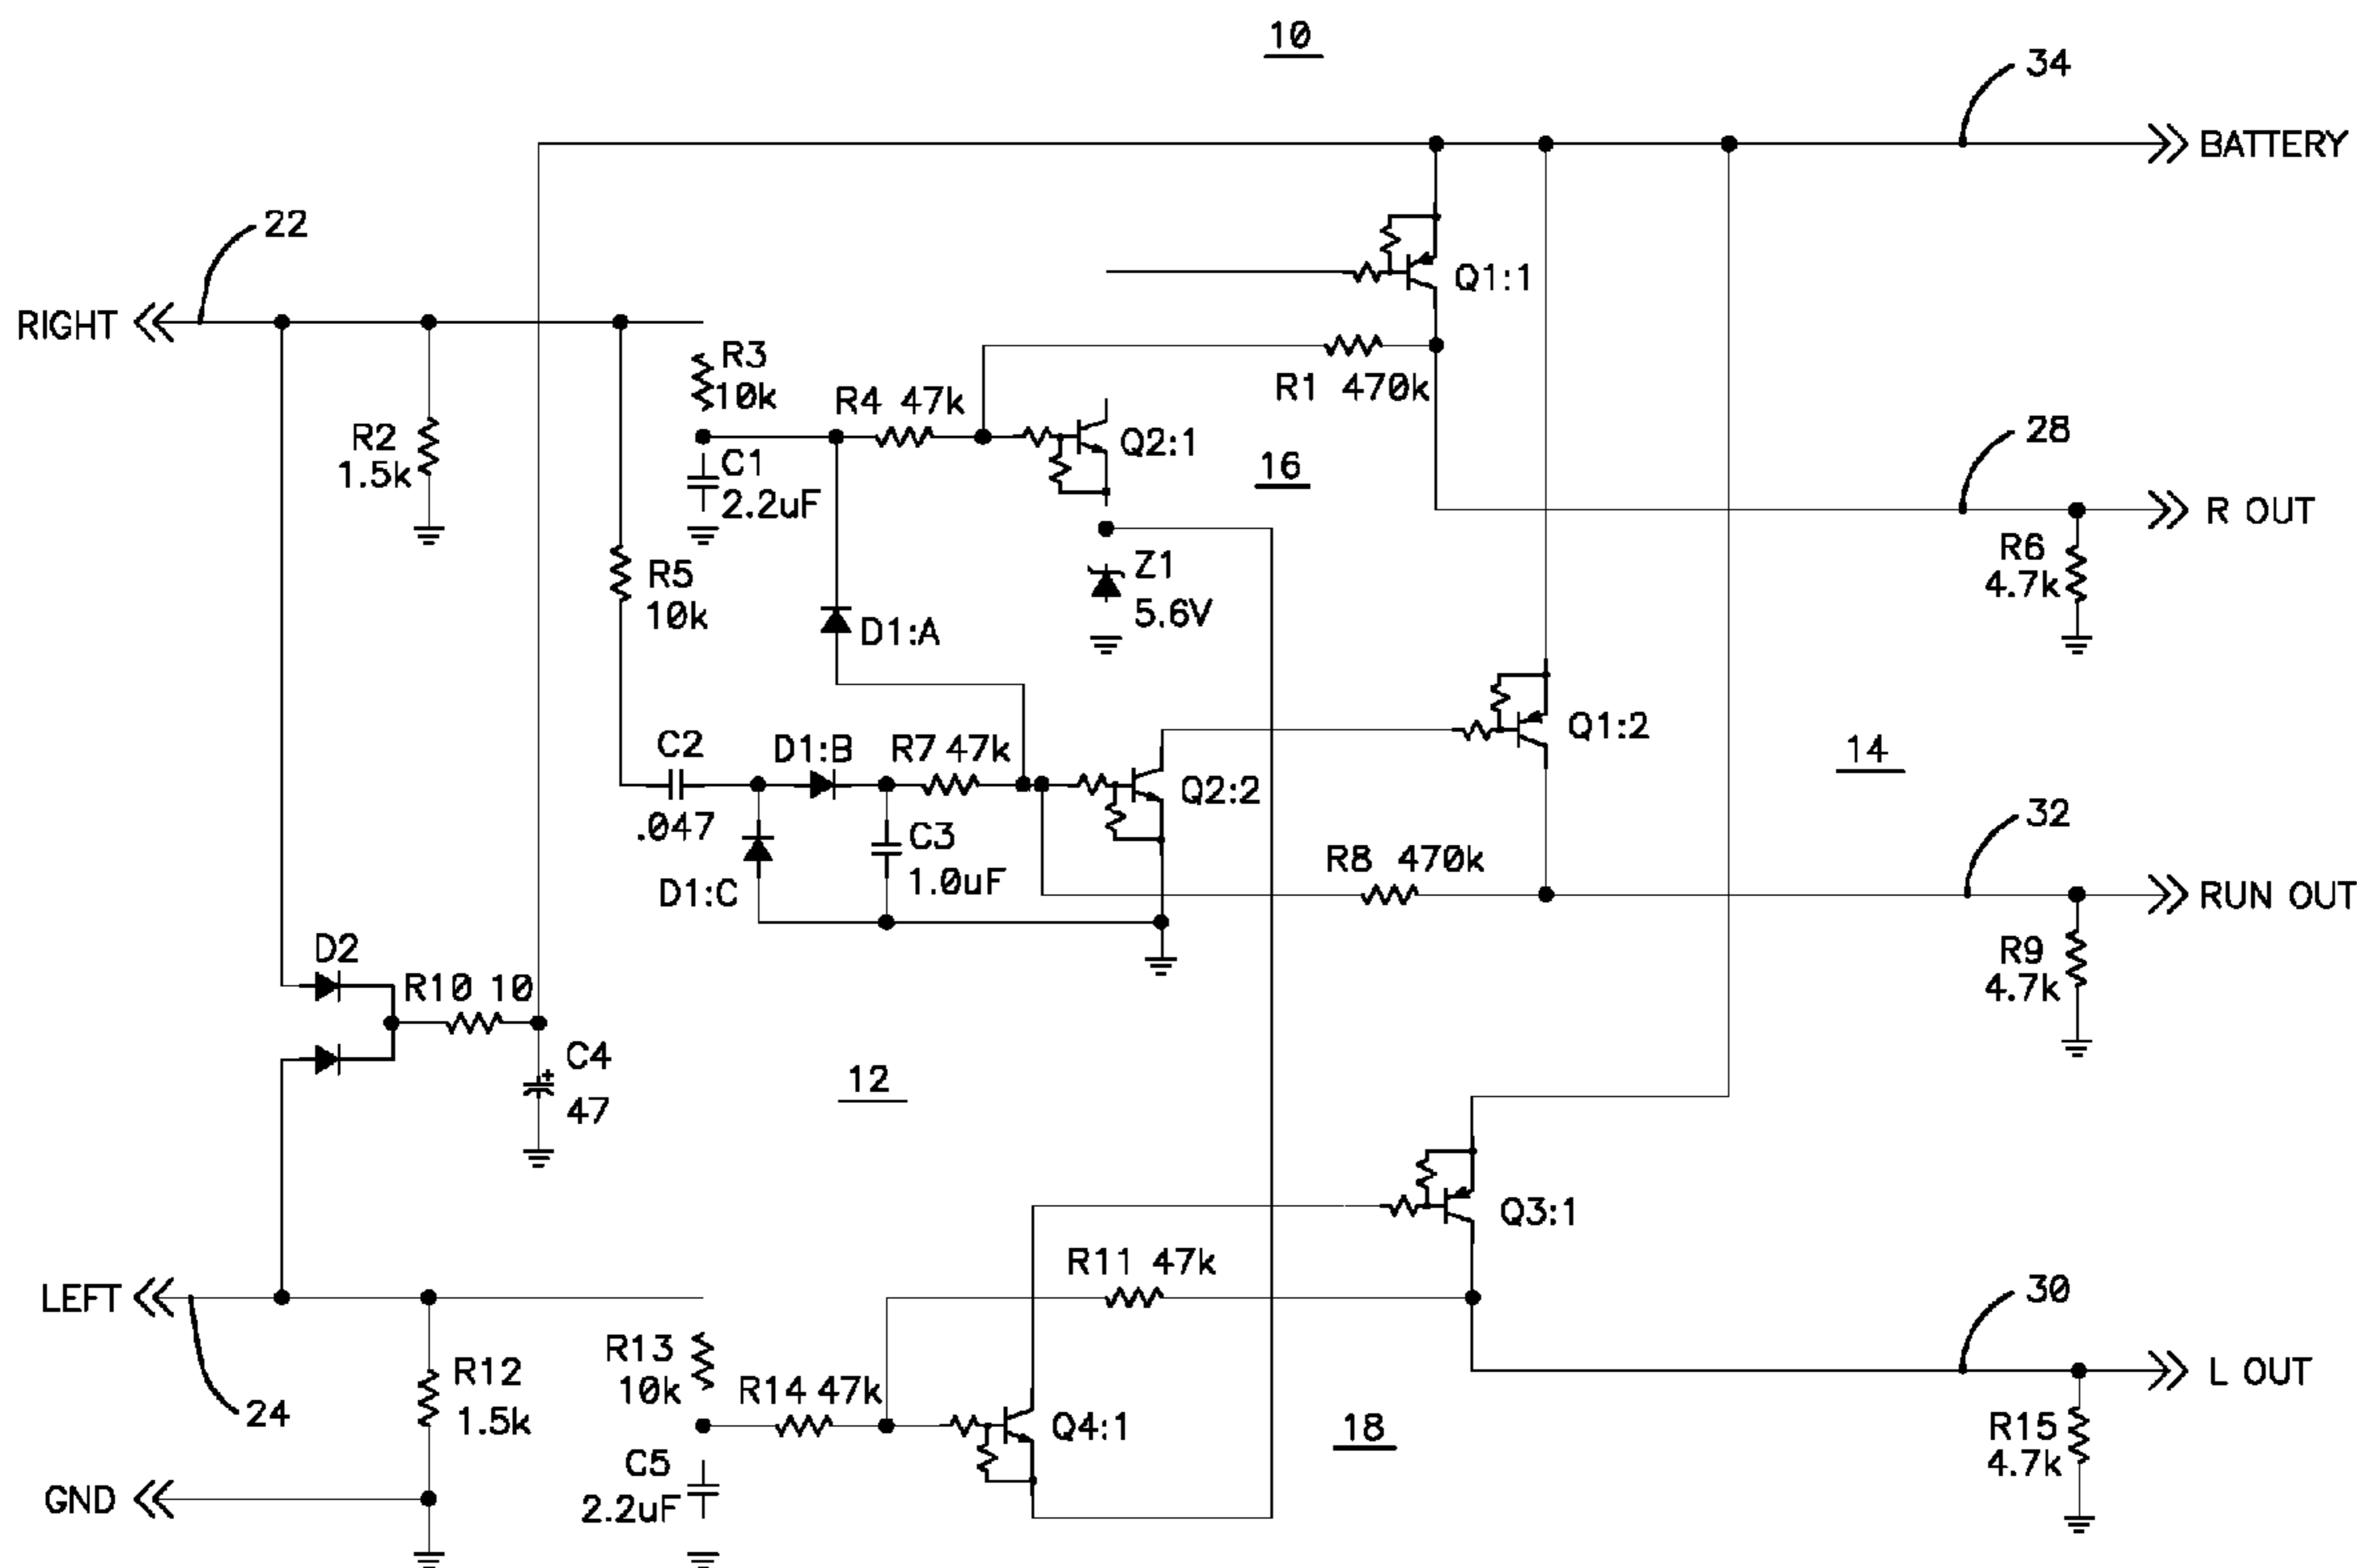 10
34
BATTERY
22
Q1:1
RIGHT
R3
10k
R4 47k
R1 470k
R2
1.5k
C1
2.2uF
Q2:1
16
28
R OUT
R6
4.7k
R5
10k
Z1
5.6V
D1:A
Q1:2
14
C2
.047
D1:B
R7 47k
Q2:2
32
C3
1.0uF
D1:C
R8 470k
RUN OUT
D2
R10 10
R9
4.7k
C4
+
47
12
Q3:1
R11 47k
30
LEFT
R13
10k
R14 47k
R12
1.5k
24
Q4:1
18
L OUT
R15
4.7k
C5
2.2uF
GND